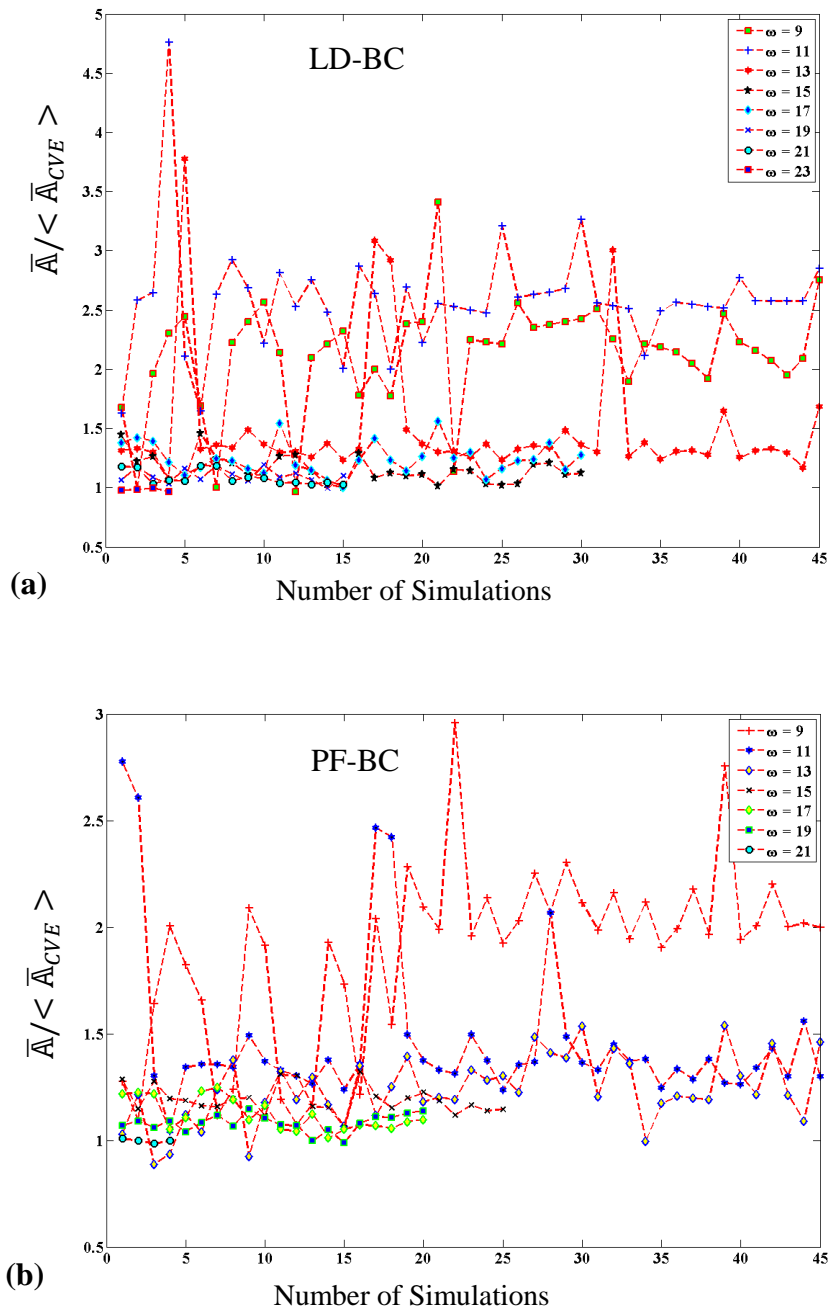 5
4.5
4
3.5
3
2.5
2
1.5
1
0.5
0 5 10 15 20 25 30 35 40 45
LD-BC
ω = 9
ω = 11
ω = 13
ω = 15
ω = 17
ω = 19
ω = 21
ω = 23
𝔸̅/< 𝔸̅_CVE >
(a)
Number of Simulations
3
2.5
2
1.5
1
0.5
0 5 10 15 20 25 30 35 40 45
PF-BC
ω = 9
ω = 11
ω = 13
ω = 15
ω = 17
ω = 19
ω = 21
𝔸̅/< 𝔸̅_CVE >
(b)
Number of Simulations